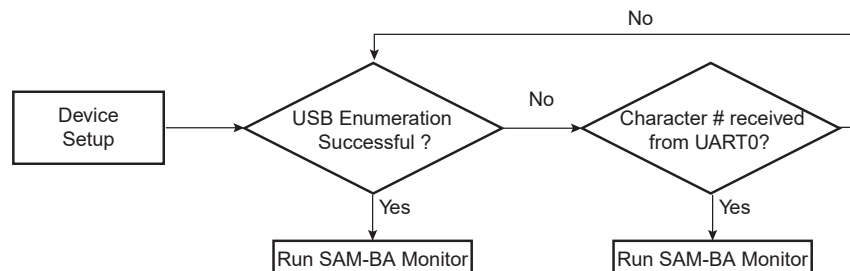 No
Device
Setup
USB Enumeration
Successful ?
No
Character # received
from UART0?
Yes
Yes
Run SAM-BA Monitor
Run SAM-BA Monitor